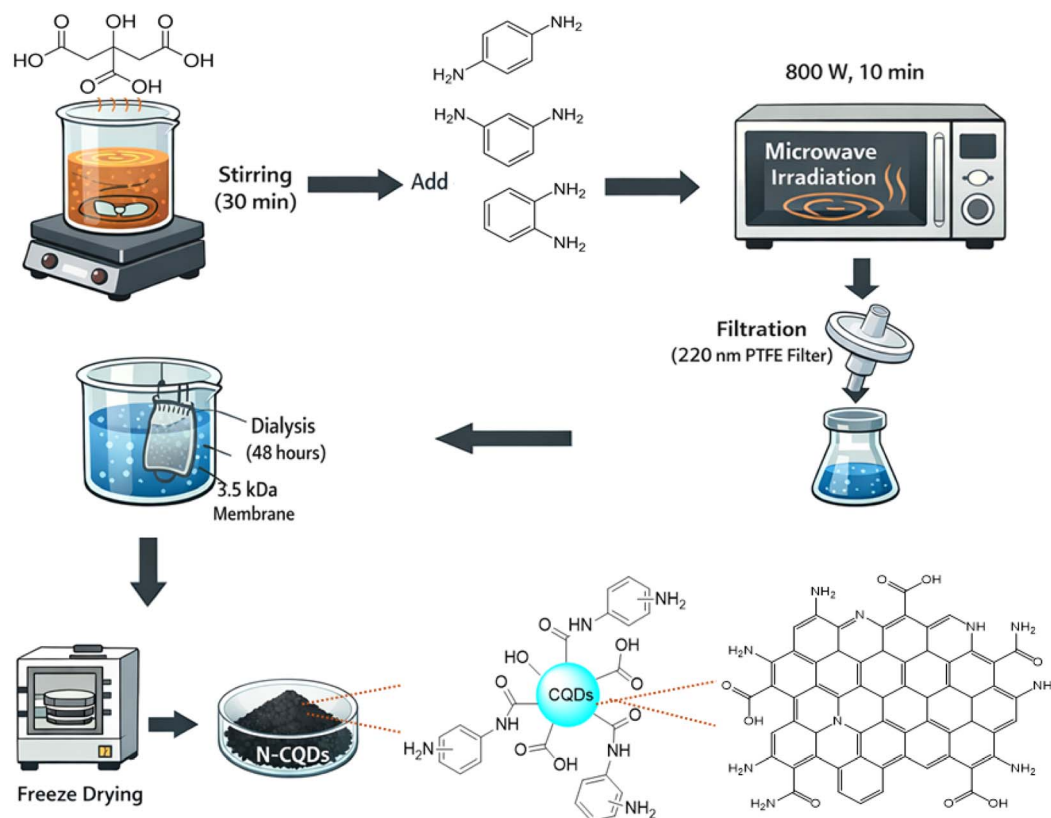 O
OH
O
HO
OH
O
OH
Stirring
(30 min)
Add
NH₂
H₂N
H₂N
NH₂
NH₂
NH₂
800 W, 10 min
Microwave
Irradiation
Filtration
(220 nm PTFE Filter)
Dialysis
(48 hours)
3.5 kDa
Membrane
Freeze Drying
N-CQDs
NH₂
O
HN
HO
OH
O
CQDs
O
NH
H₂N
O
OH
O
NH
NH₂
O
OH
NH₂
N
NH
NH₂
O
H₂N
O
OH
NH
N
H₂N
NH₂
H₂N
O
O
OH